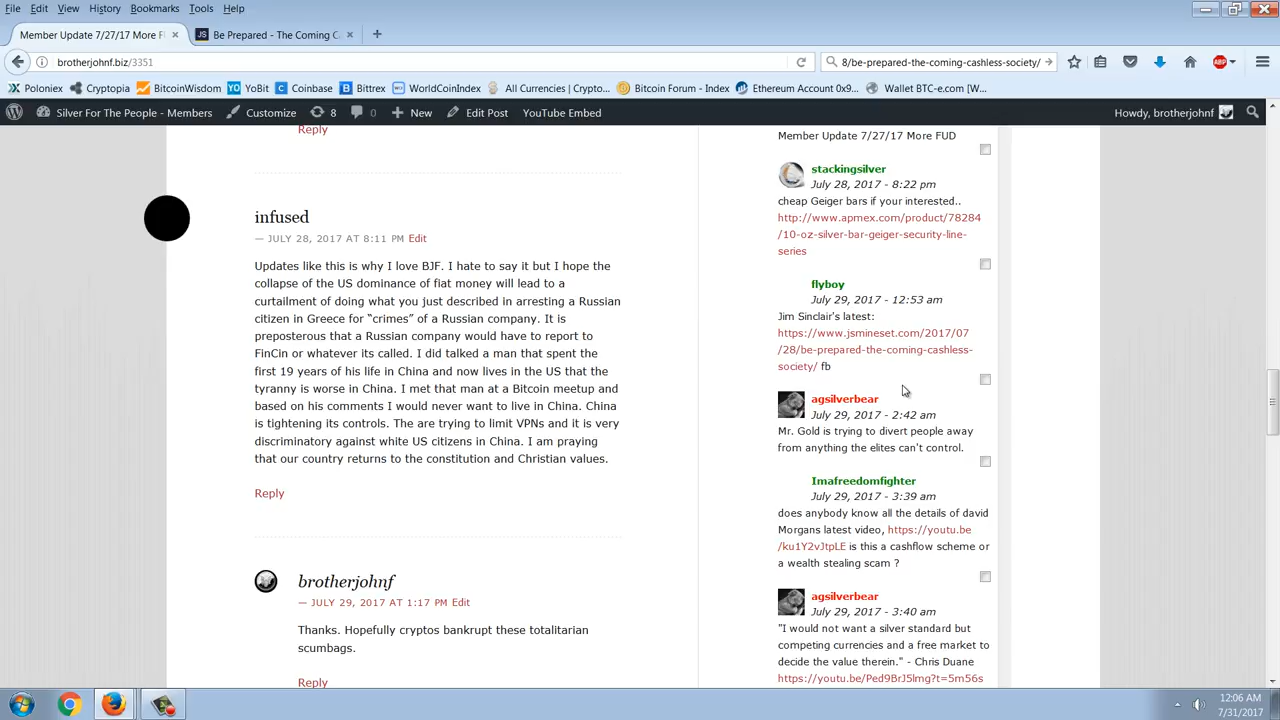 File Edit View History Bookmarks Tools Help
Member Update 7/27/17 More F
Be Prepared - The Coming C
brotherjohnf.biz/3351
8/be-prepared-the-coming-cashless-society/
Poloniex Cryptopia BitcoinWisdom YoBit Coinbase Bittrex WorldCoinIndex All Currencies | Crypto... Bitcoin Forum - Index Ethereum Account 0x9... Wallet BTC-e.com [W...
Silver For The People - Members Customize 8 0 New Edit Post YouTube Embed Howdy, brotherjohnf
Reply
infused
— JULY 28, 2017 AT 8:11 PM Edit
Updates like this is why I love BJF. I hate to say it but I hope the
collapse of the US dominance of fiat money will lead to a
curtailment of doing what you just described in arresting a Russian
citizen in Greece for “crimes” of a Russian company. It is
preposterous that a Russian company would have to report to
FinCin or whatever its called. I did talked a man that spent the
first 19 years of his life in China and now lives in the US that the
tyranny is worse in China. I met that man at a Bitcoin meetup and
based on his comments I would never want to live in China. China
is tightening its controls. The are trying to limit VPNs and it is very
discriminatory against white US citizens in China. I am praying
that our country returns to the constitution and Christian values.
Reply
brotherjohnf
— JULY 29, 2017 AT 1:17 PM Edit
Thanks. Hopefully cryptos bankrupt these totalitarian
scumbags.
Reply
Member Update 7/27/17 More FUD
stackingsilver
July 28, 2017 - 8:22 pm
cheap Geiger bars if your interested..
http://www.apmex.com/product/78284
/10-oz-silver-bar-geiger-security-line-
series
flyboy
July 29, 2017 - 12:53 am
Jim Sinclair's latest:
https://www.jsmineset.com/2017/07
/28/be-prepared-the-coming-cashless-
society/ fb
agsilverbear
July 29, 2017 - 2:42 am
Mr. Gold is trying to divert people away
from anything the elites can't control.
Imafreedomfighter
July 29, 2017 - 3:39 am
does anybody know all the details of david
Morgans latest video, https://youtu.be
/ku1Y2vJtpLE is this a cashflow scheme or
a wealth stealing scam ?
agsilverbear
July 29, 2017 - 3:40 am
"I would not want a silver standard but
competing currencies and a free market to
decide the value therein." - Chris Duane
https://youtu.be/Ped9BrJ5lmg?t=5m56s
12:06 AM
7/31/2017